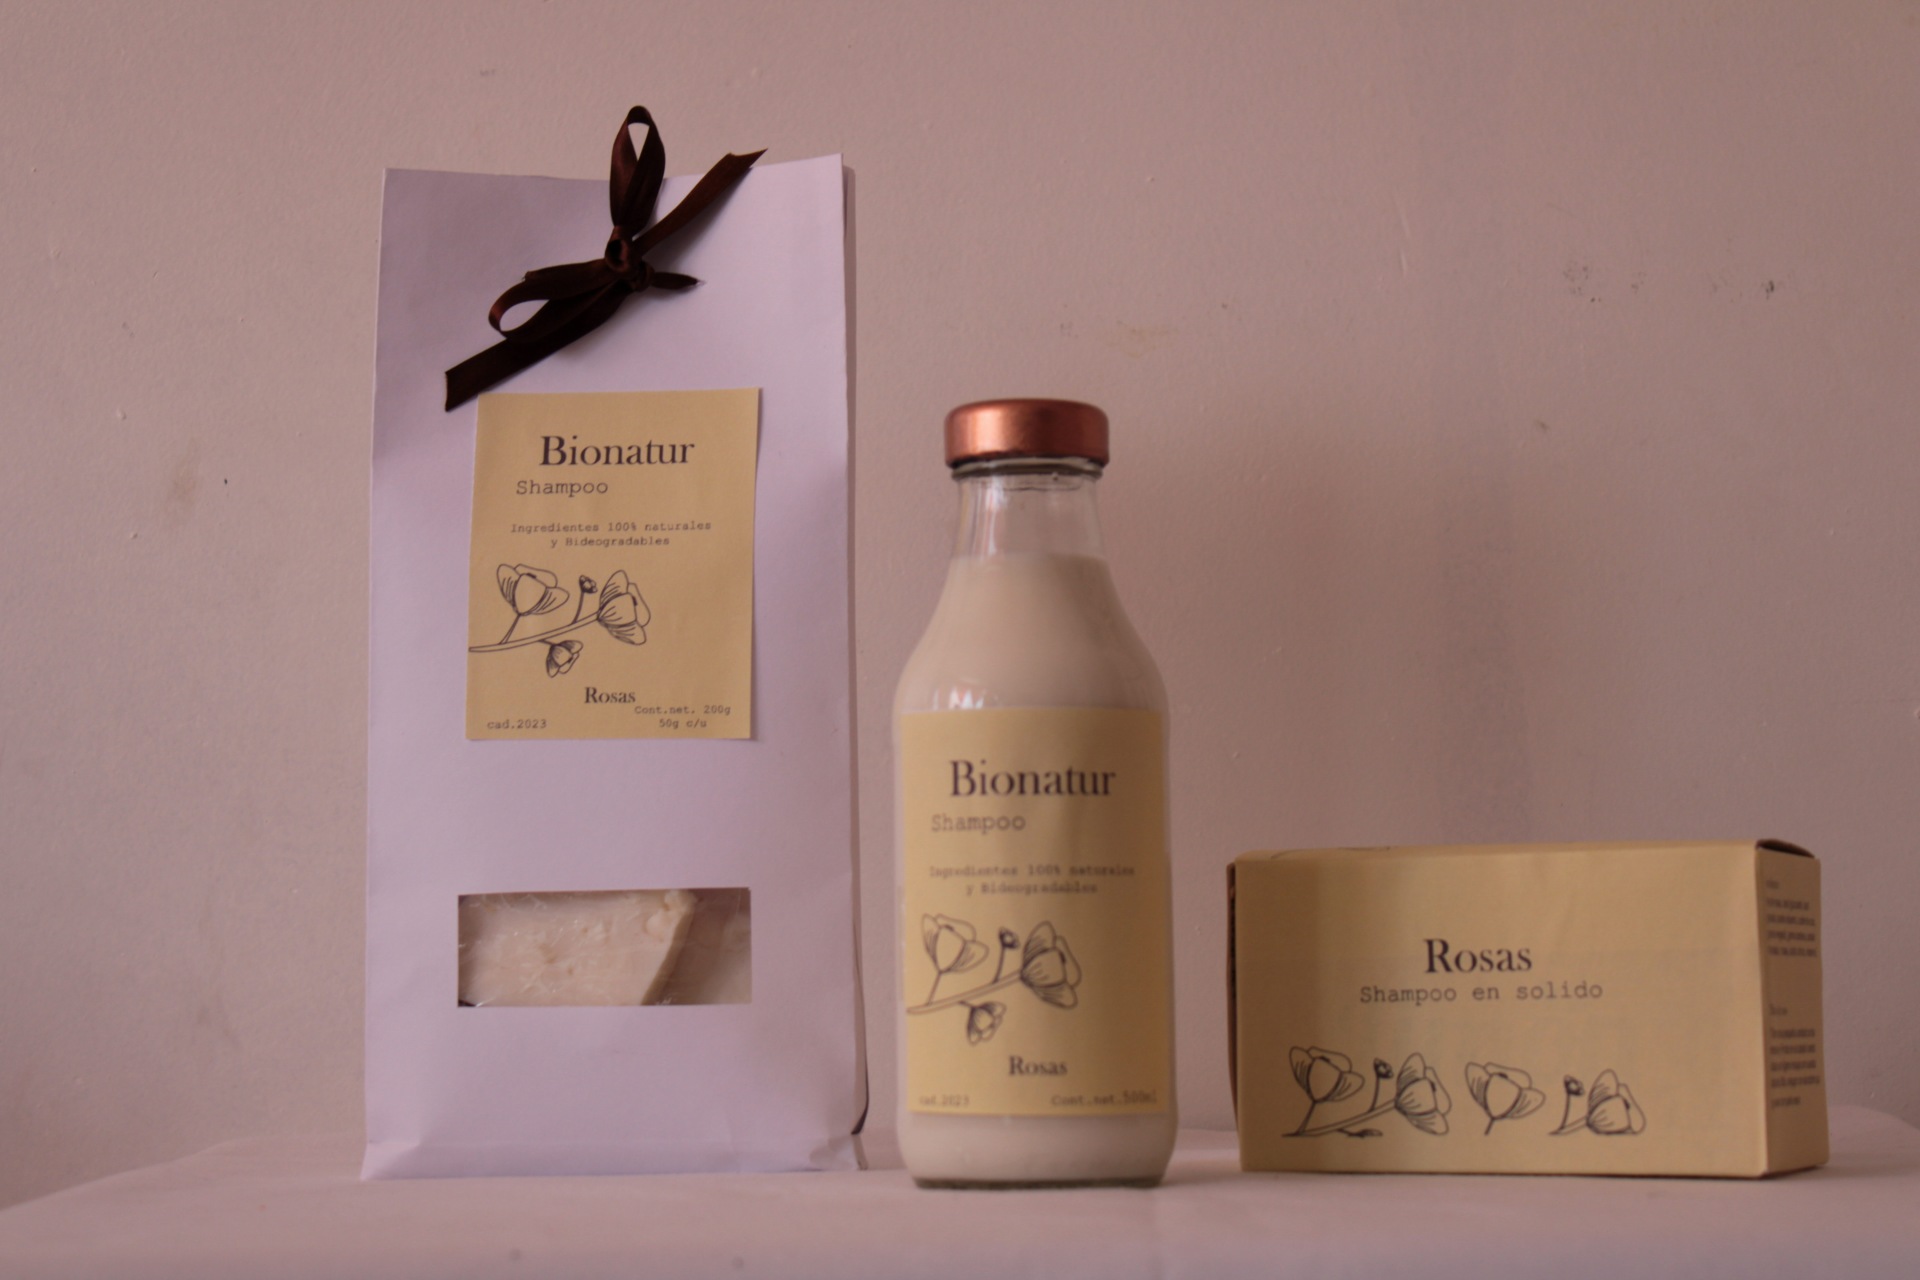 Bionatur
Shampoo
Ingredientes 100% naturales
y Bideogradables
Rosas
Cont.net. 200g
cad.2023
50g c/u
Bionatur
Shampoo
Ingredientes 100% naturales
y Bideogradables
Rosas
cad.2023
Cont.net.500ml
Rosas
Shampoo en solido